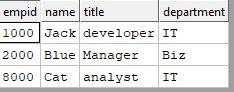 empid name title department
1000 Jack developer IT
2000 Blue Manager Biz
8000 Cat analyst IT